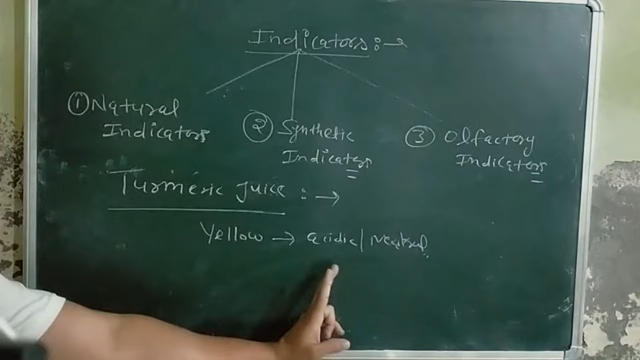 Indicators :→
① Natural Indicators
② Synthetic Indicators
③ Olfactory Indicators
Turmeric juice :→
Yellow → acidic/Neutral.